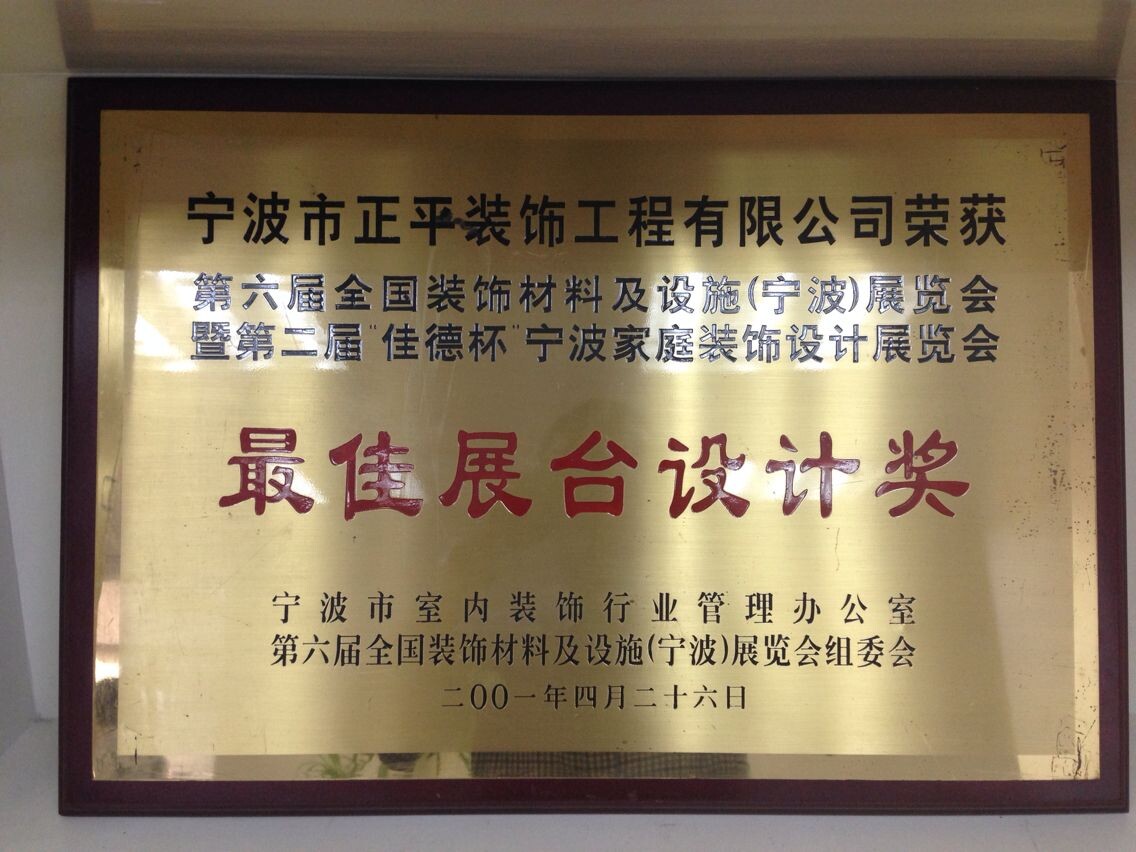 宁波市正平装饰工程有限公司荣获
第六届全国装饰材料及设施(宁波)展览会
暨第二届"佳德杯"宁波家庭装饰设计展览会
最佳展台设计奖
宁波市室内装饰行业管理办公室
第六届全国装饰材料及设施(宁波)展览会组委会
二00一年四月二十六日